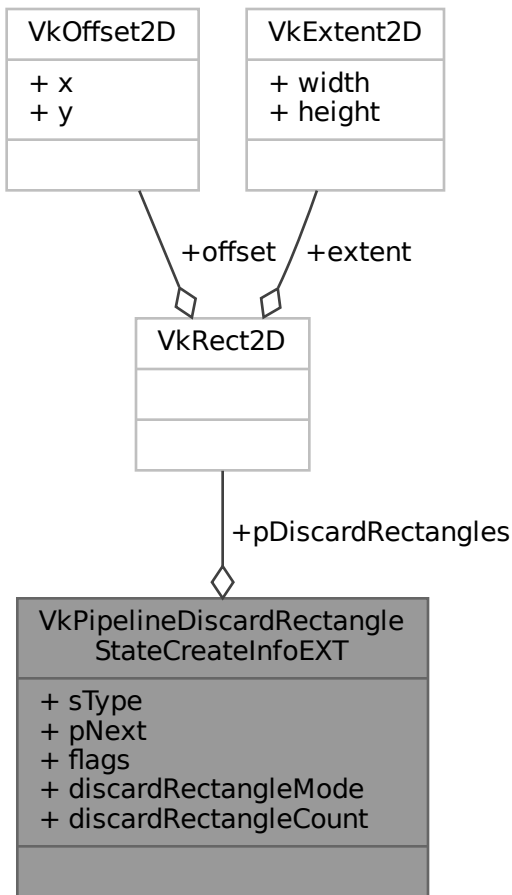 VkOffset2D
+ x
+ y
VkExtent2D
+ width
+ height
+offset
+extent
VkRect2D
+pDiscardRectangles
VkPipelineDiscardRectangle
StateCreateInfoEXT
+ sType
+ pNext
+ flags
+ discardRectangleMode
+ discardRectangleCount